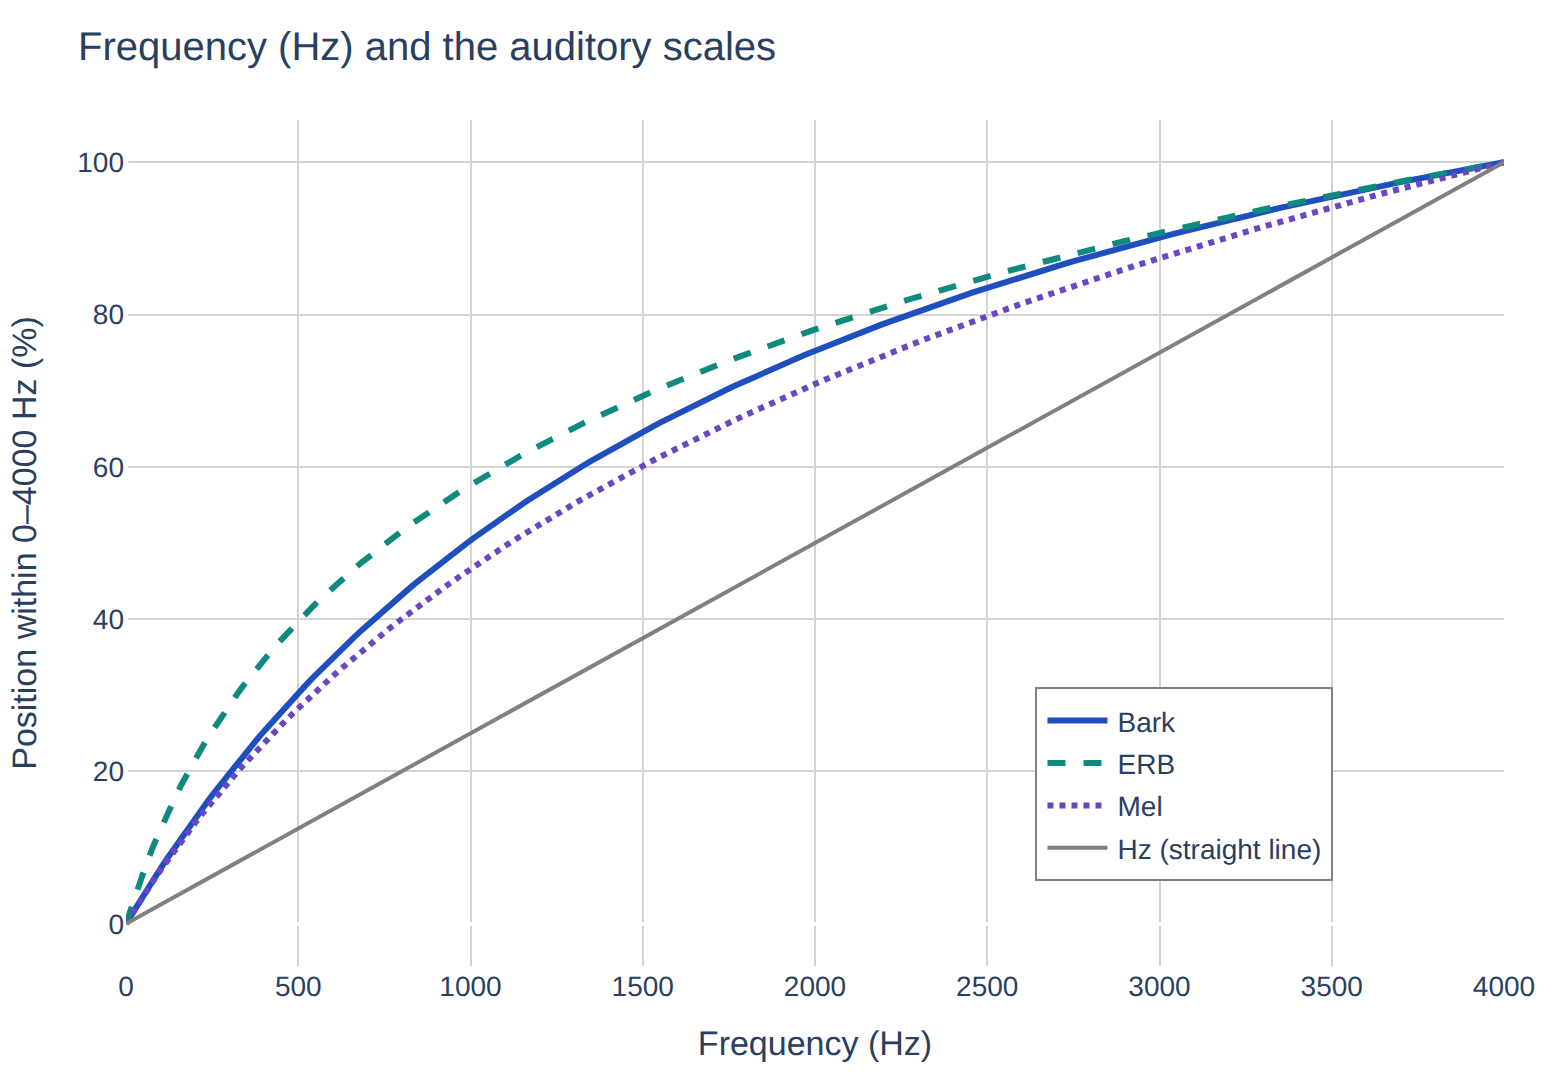 Frequency (Hz) and the auditory scales
Position within 0–4000 Hz (%)
100
80
60
40
20
0
0 500 1000 1500 2000 2500 3000 3500 4000
Frequency (Hz)
Bark
ERB
Mel
Hz (straight line)